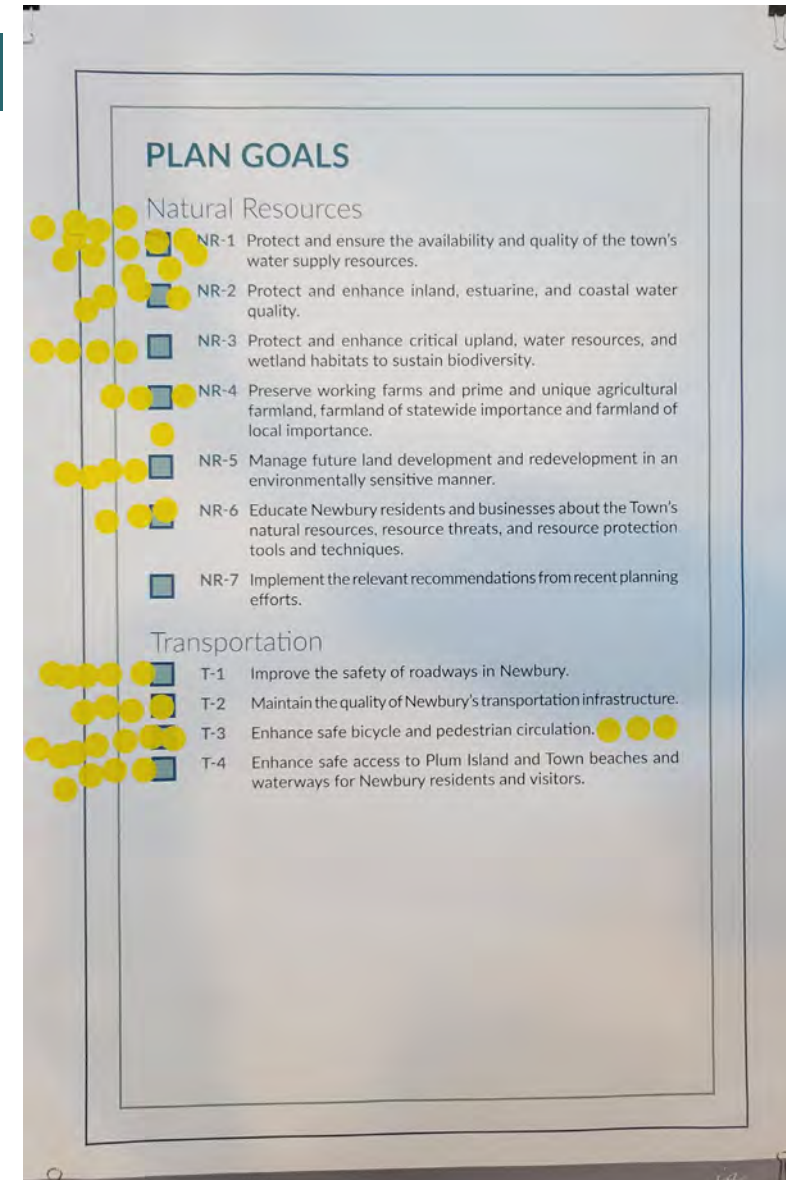 PLAN GOALS
Natural Resources
NR-1 Protect and ensure the availability and quality of the town's
water supply resources.
NR-2 Protect and enhance inland, estuarine, and coastal water
quality.
NR-3 Protect and enhance critical upland, water resources, and
wetland habitats to sustain biodiversity.
NR-4 Preserve working farms and prime and unique agricultural
farmland, farmland of statewide importance and farmland of
local importance.
NR-5 Manage future land development and redevelopment in an
environmentally sensitive manner.
NR-6 Educate Newbury residents and businesses about the Town's
natural resources, resource threats, and resource protection
tools and techniques.
NR-7 Implement the relevant recommendations from recent planning
efforts.
Transportation
T-1 Improve the safety of roadways in Newbury.
T-2 Maintain the quality of Newbury's transportation infrastructure.
T-3 Enhance safe bicycle and pedestrian circulation.
T-4 Enhance safe access to Plum Island and Town beaches and
waterways for Newbury residents and visitors.